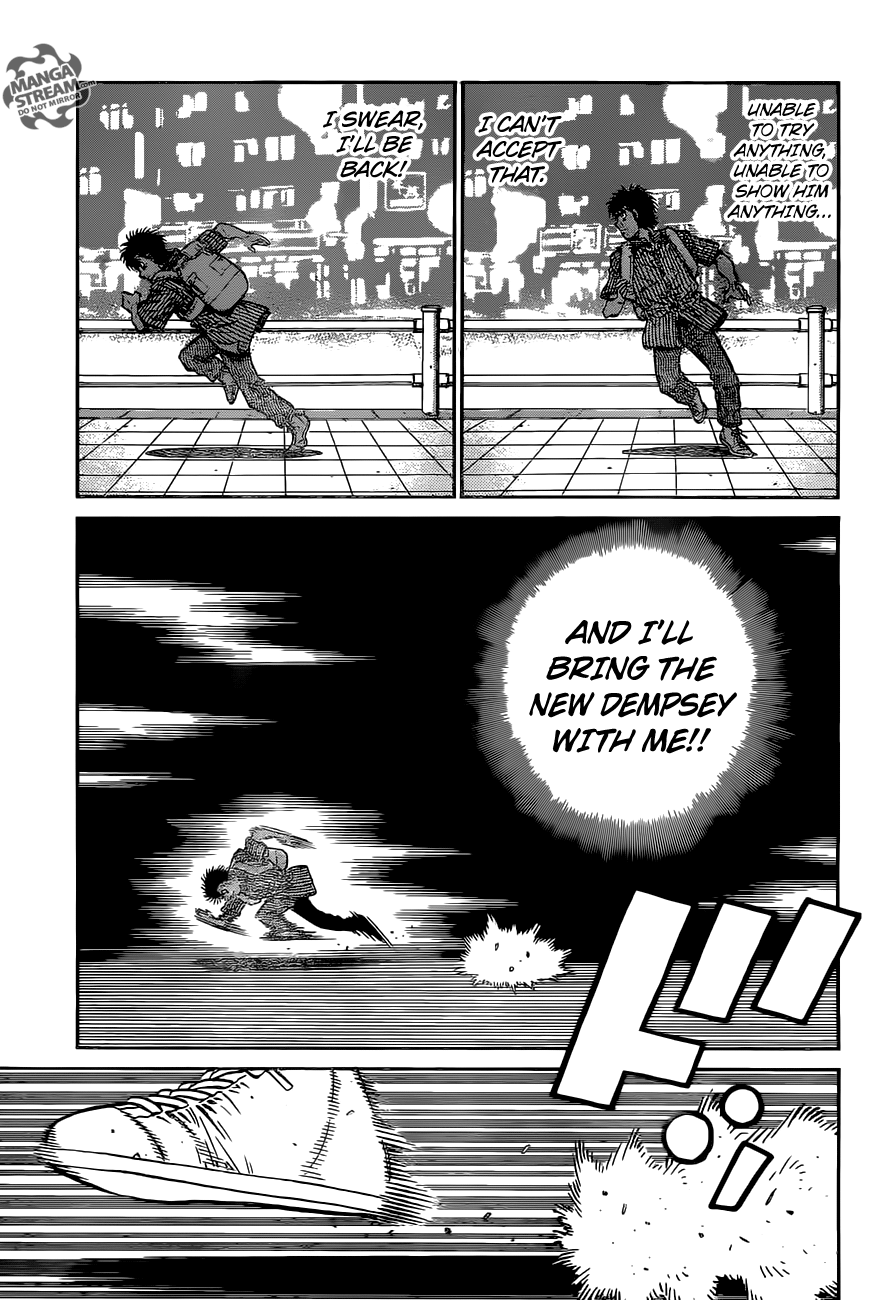 MANGA
STREAM.com
DO NOT MIRROR
UNABLE
TO TRY
ANYTHING,
UNABLE TO
SHOW HIM
ANYTHING...
I CAN'T
ACCEPT
THAT.
I SWEAR,
I'LL BE
BACK!
AND I'LL
BRING THE
NEW DEMPSEY
WITH ME!!
ド